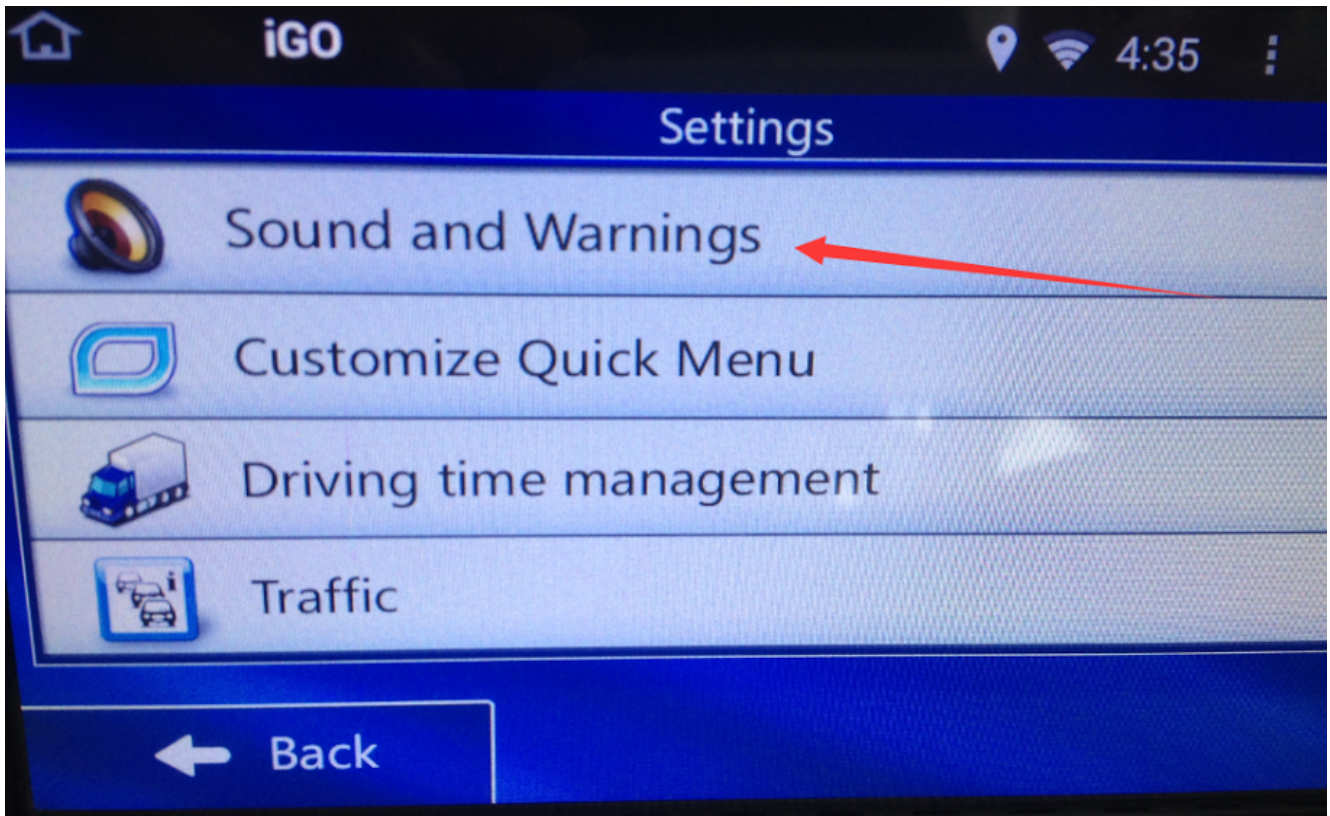 iGO
4:35
Settings
Sound and Warnings
Customize Quick Menu
Driving time management
i
Traffic
Back